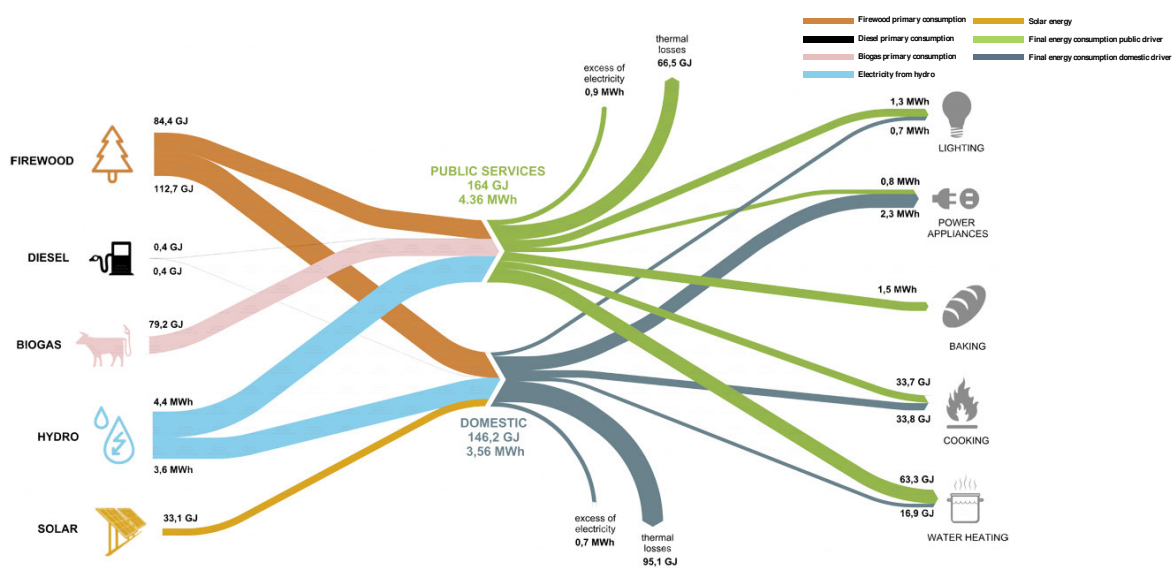 Firewood primary consumption
Solar energy
Diesel primary consumption
Final energy consumption public driver
Biogas primary consumption
Final energy consumption domestic driver
Electricity from hydro
thermal
losses
66,5 GJ
excess of
electricity
0,9 MWh
84,4 GJ
FIREWOOD
112,7 GJ
PUBLIC SERVICES
164 GJ
4.36 MWh
1,3 MWh
0,7 MWh
LIGHTING
0,8 MWh
2,3 MWh
POWER
APPLIANCES
0,4 GJ
DIESEL
0,4 GJ
1,5 MWh
BAKING
79,2 GJ
BIOGAS
4,4 MWh
HYDRO
3,6 MWh
DOMESTIC
146,2 GJ
3,56 MWh
33,7 GJ
33,8 GJ
COOKING
63,3 GJ
16,9 GJ
WATER HEATING
33,1 GJ
SOLAR
excess of
electricity
0,7 MWh
thermal
losses
95,1 GJ